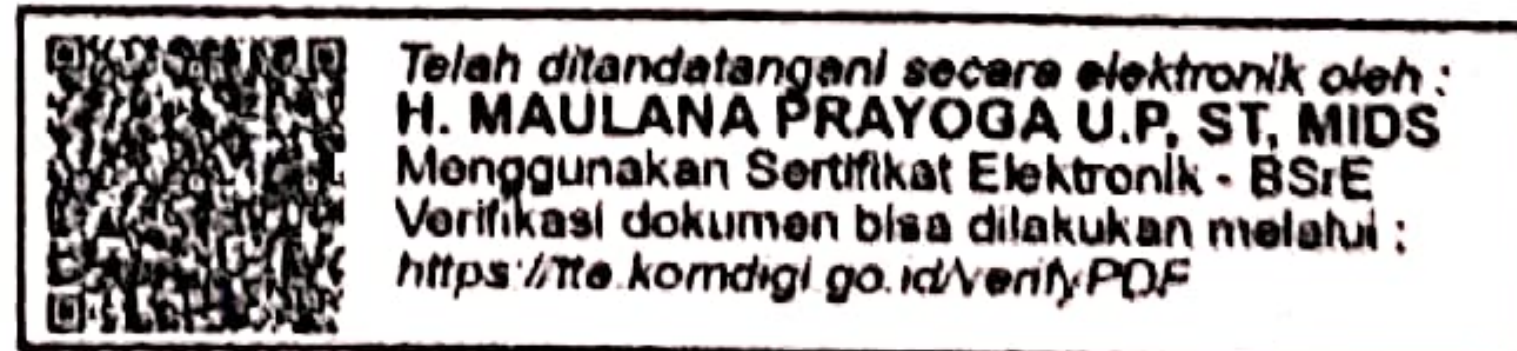 Telah ditandatangani secara elektronik oleh :
H. MAULANA PRAYOGA U.P, ST, MIDS
Menggunakan Sertifikat Elektronik - BSrE
Verifikasi dokumen bisa dilakukan melalui :
https://tte.komdigi.go.id/verifyPDF